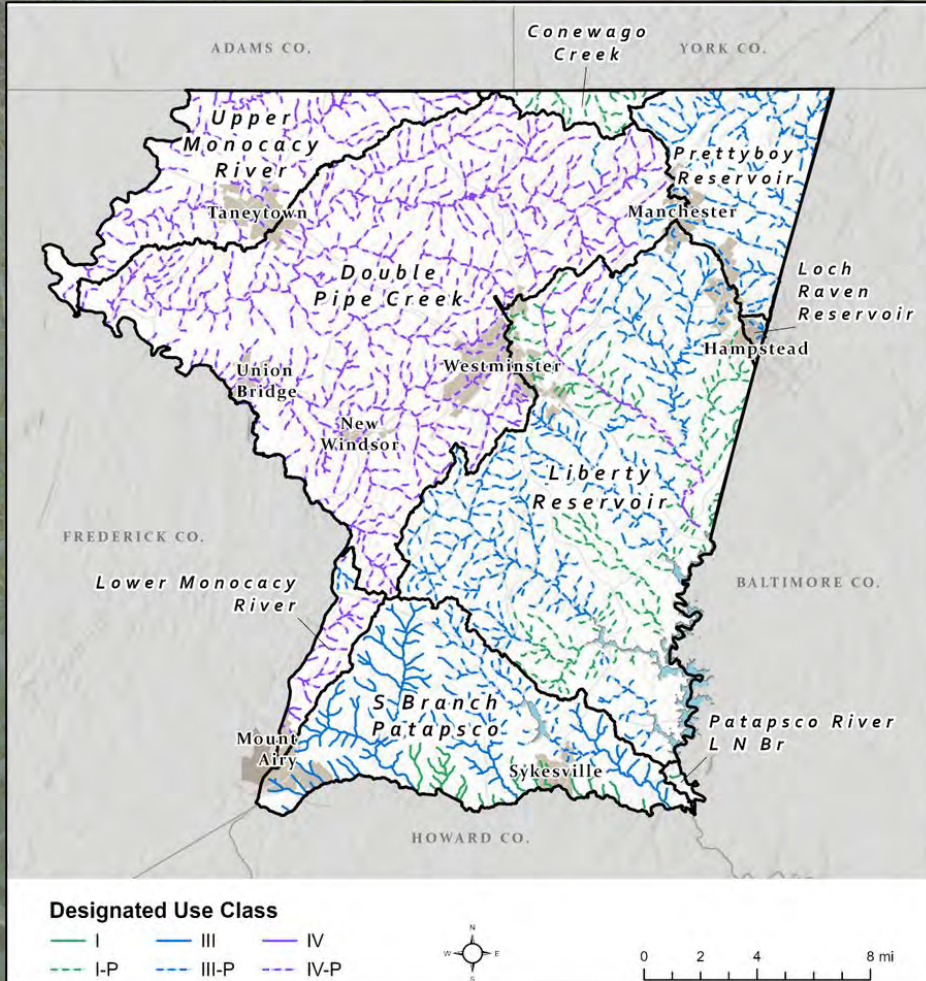 Conewago
Creek
ADAMS CO.
YORK CO.
Upper
Monocacy
River
Prettyboy
Reservoir
Taneytown
Manchester
Double
Pipe Creek
Loch
Raven
Reservoir
Hampstead
Westminster
Union
Bridge
New
Windsor
Liberty
Reservoir
FREDERICK CO.
Lower Monocacy
River
BALTIMORE CO.
S Branch
Patapsco
Patapsco River
L N Br
Mount
Airy
Sykesville
HOWARD CO.
Designated Use Class
I III IV
I-P III-P IV-P
N
W E
S
0 2 4 8 mi